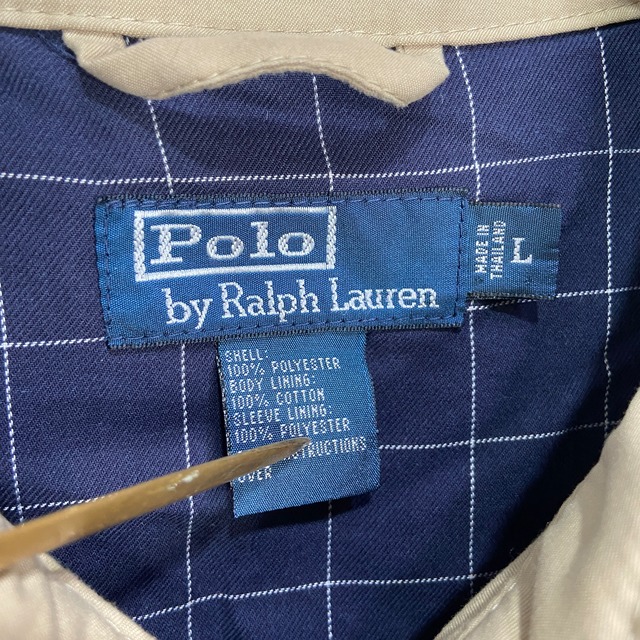 Polo
by Ralph Lauren
MADE IN
THAILAND
L
SHELL:
100% POLYESTER
BODY LINING:
100% COTTON
SLEEVE LINING:
100% POLYESTER
OVER